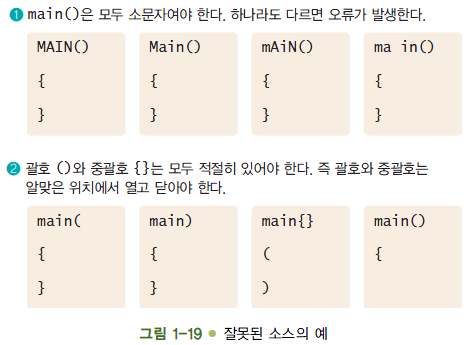 ❶ main()은 모두 소문자여야 한다. 하나라도 다르면 오류가 발생한다.
MAIN() Main() mAiN() ma in()
{ { { {
} } } }
❷ 괄호 ()와 중괄호 {}는 모두 적절히 있어야 한다. 즉 괄호와 중괄호는
알맞은 위치에서 열고 닫아야 한다.
main( main) main{} main()
{ { ( {
} } )
그림 1-19 ● 잘못된 소스의 예